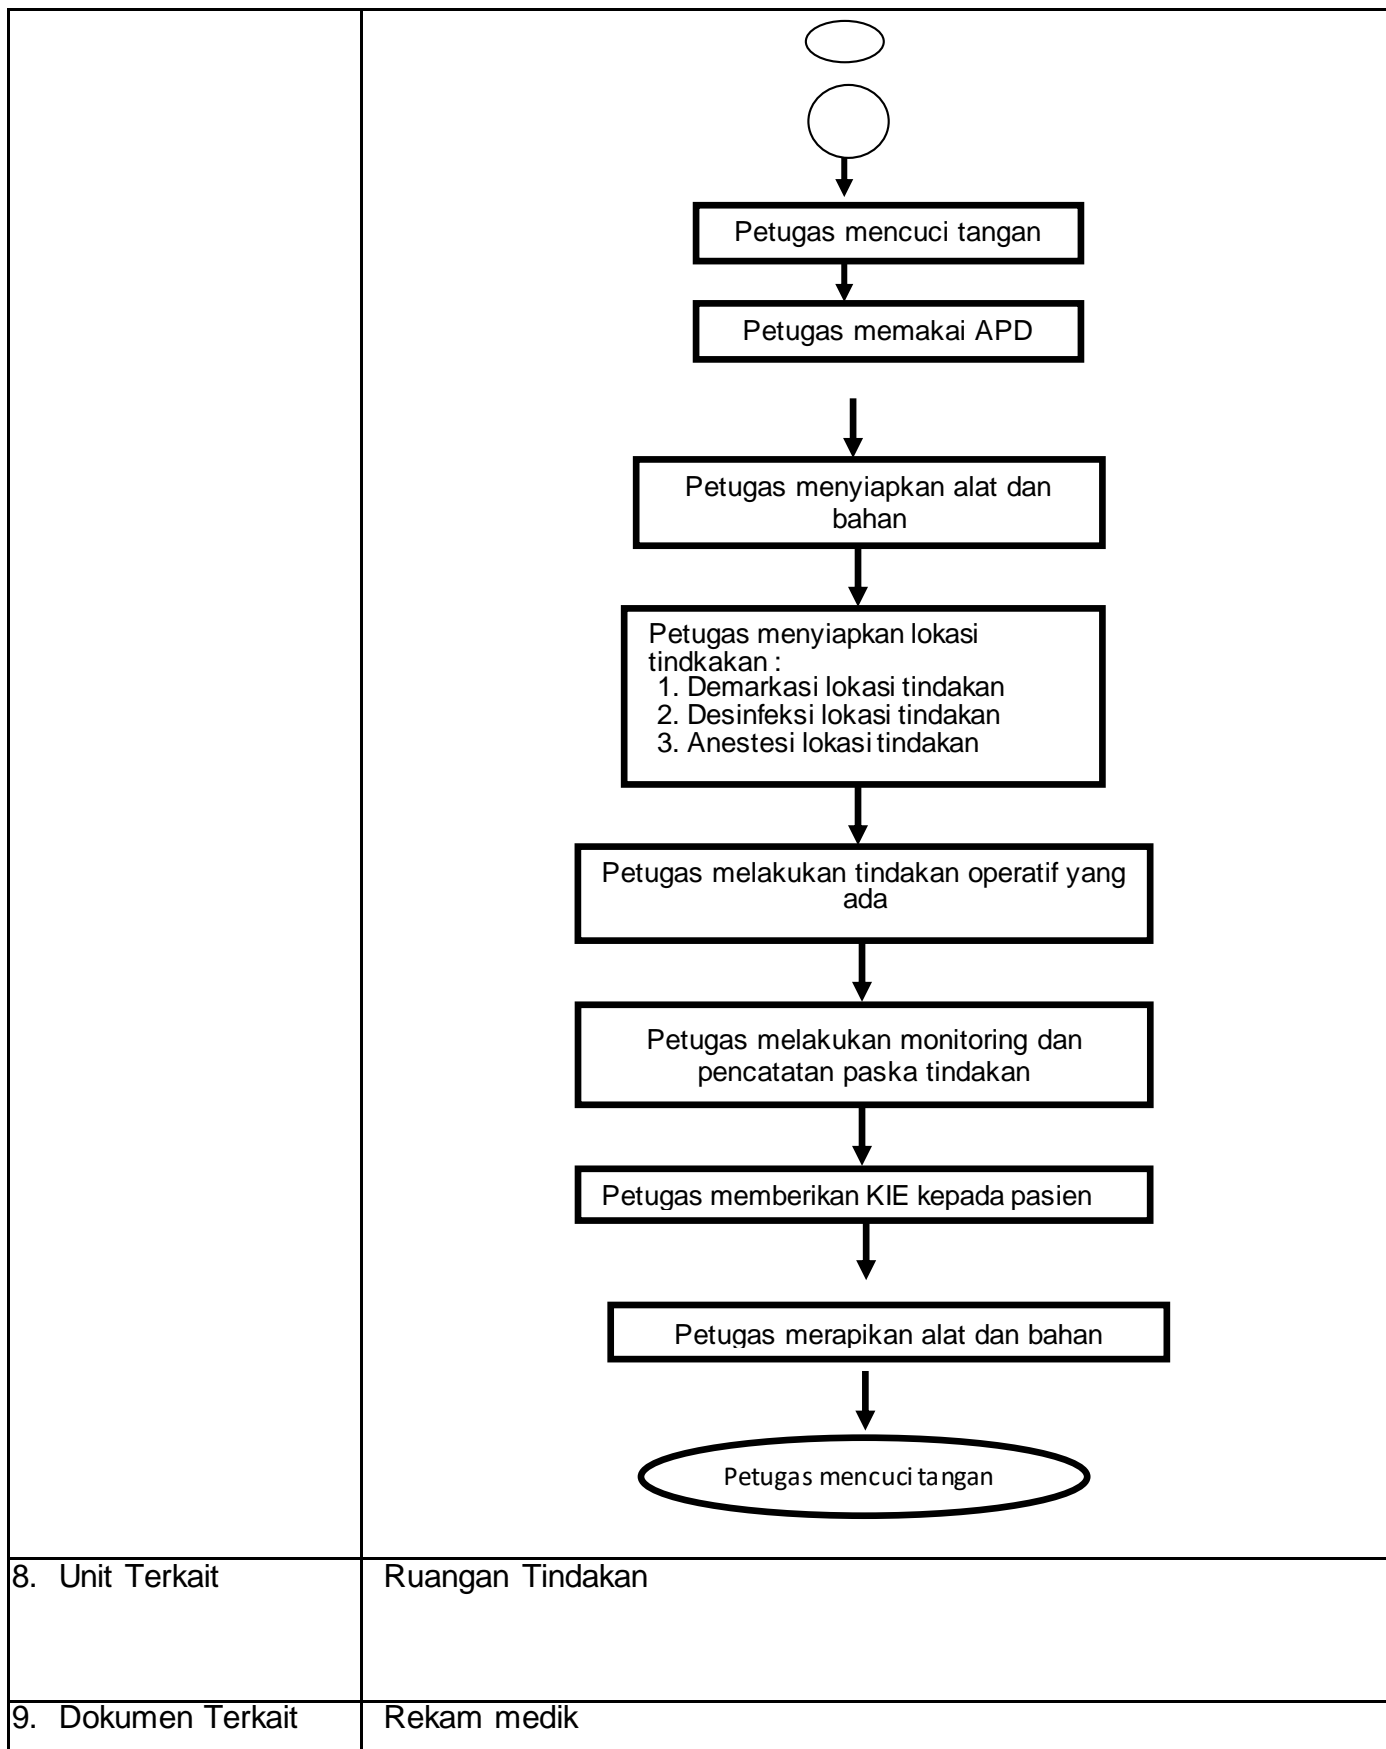 Petugas mencuci tangan
Petugas memakai APD
Petugas menyiapkan alat dan
bahan
Petugas menyiapkan lokasi
tindkakan :
1. Demarkasi lokasi tindakan
2. Desinfeksi lokasi tindakan
3. Anestesi lokasi tindakan
Petugas melakukan tindakan operatif yang
ada
Petugas melakukan monitoring dan
pencatatan paska tindakan
Petugas memberikan KIE kepada pasien
Petugas merapikan alat dan bahan
Petugas mencuci tangan
8. Unit Terkait
Ruangan Tindakan
9. Dokumen Terkait
Rekam medik